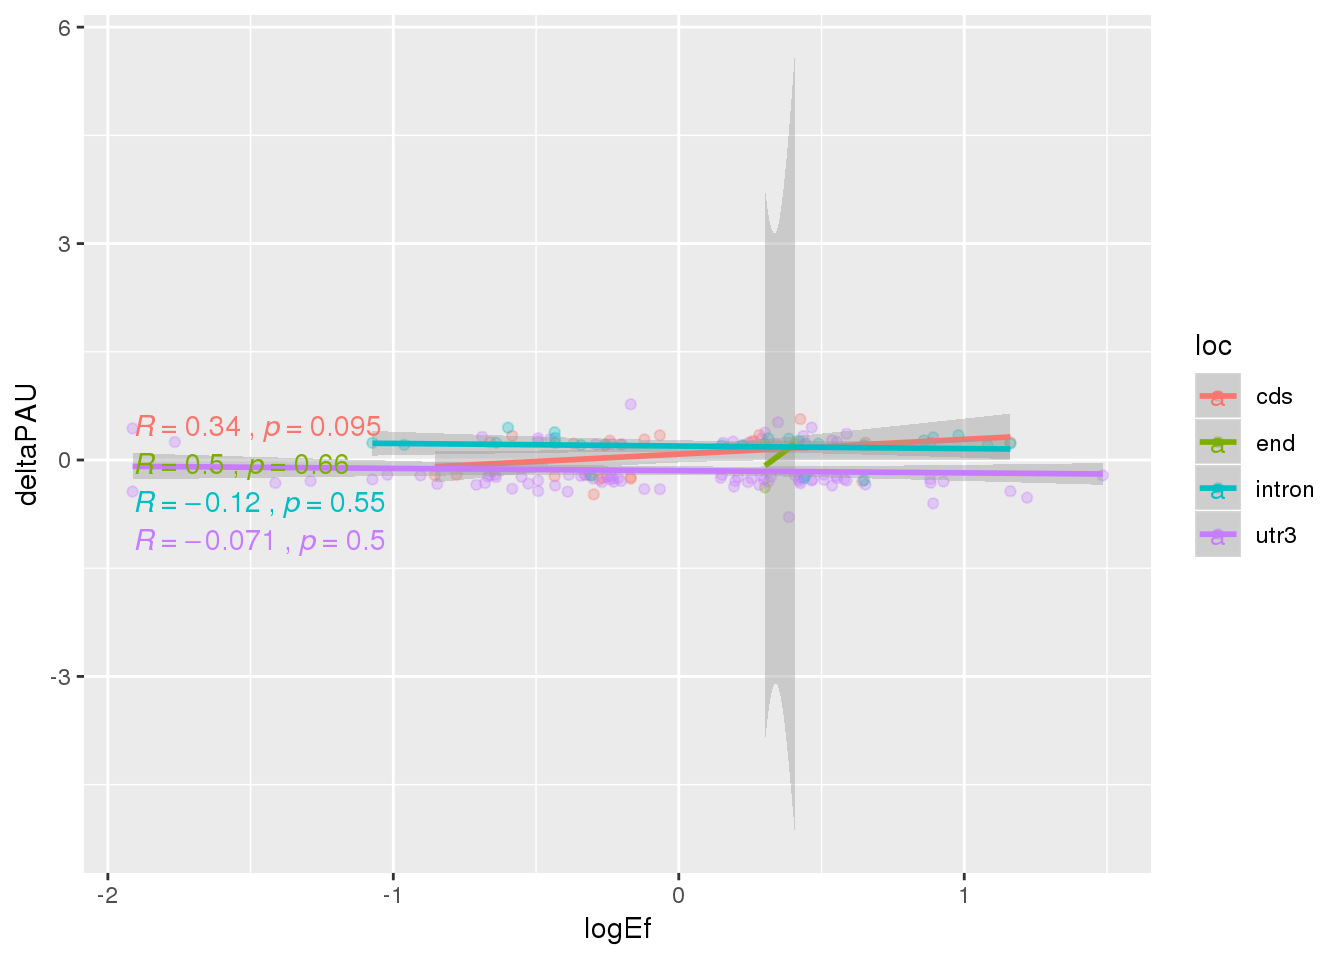 6
3
0
-3
deltaPAU
R = 0.34 , p = 0.095
R = 0.5 , p = 0.66
R = −0.12 , p = 0.55
R = −0.071 , p = 0.5
-2 -1 0 1
logEf
loc
a cds
a end
a intron
a utr3